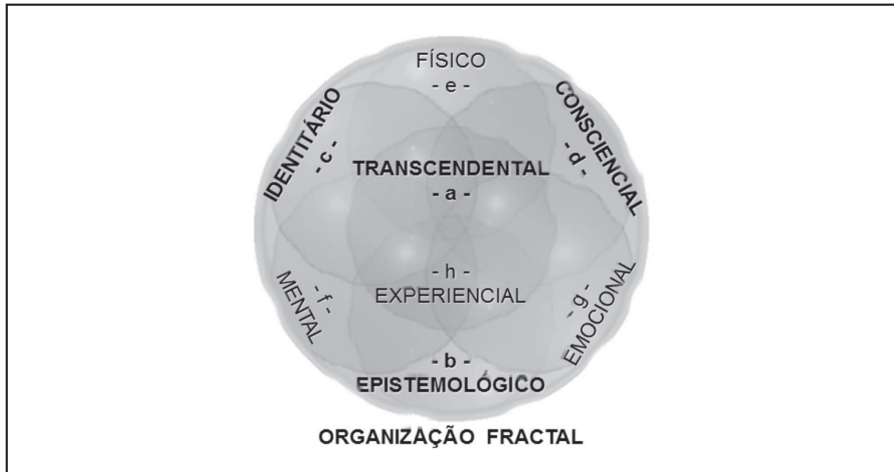 FÍSICO
- e -
IDENTITÁRIO
- c -
CONSCIENCIAL
- d -
TRANSCENDENTAL
- a -
- h -
EXPERIENCIAL
- f -
MENTAL
- g -
EMOCIONAL
- b -
EPISTEMOLÓGICO
ORGANIZAÇÃO FRACTAL